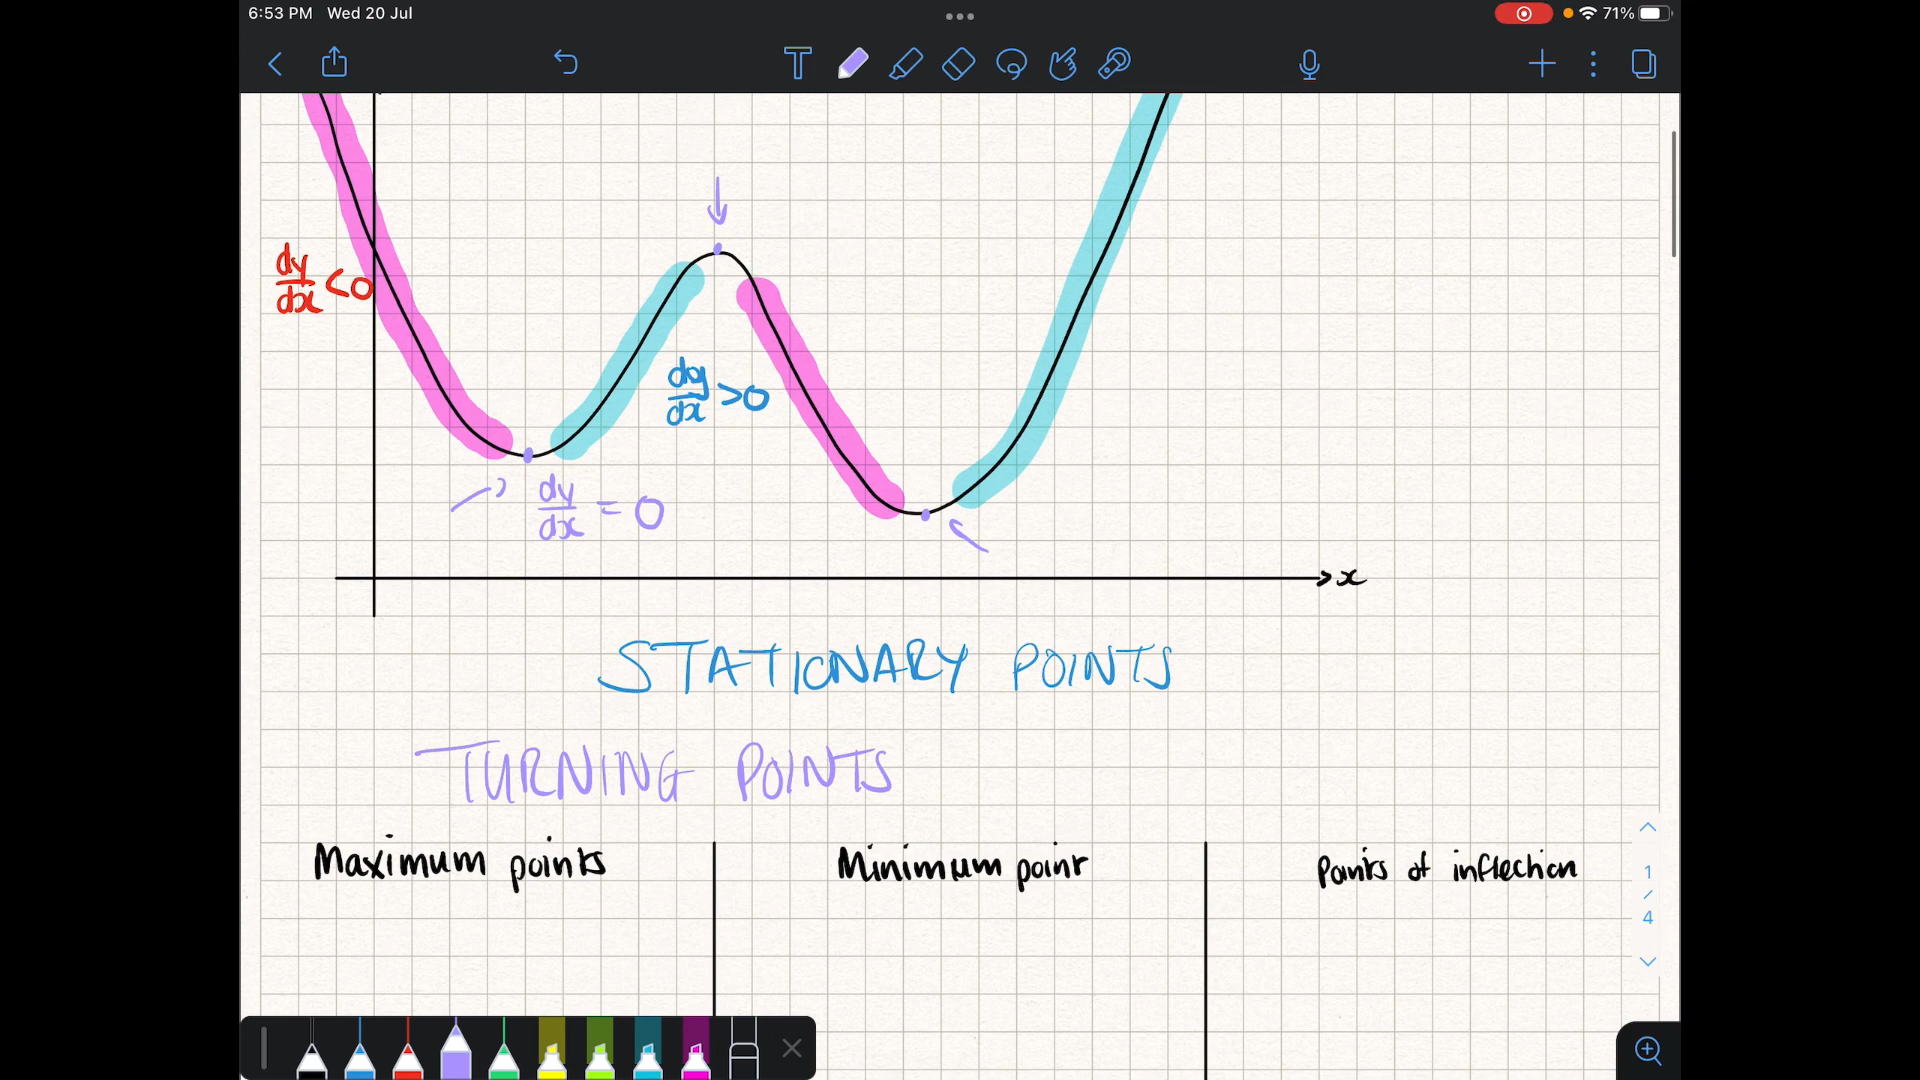 6:53 PM Wed 20 Jul
71%
T
dy/dx < 0
dy/dx > 0
dy/dx = 0
x
STATIONARY POINTS
TURNING POINTS
Maximum points
Minimum point
Points of inflection
1
/
4